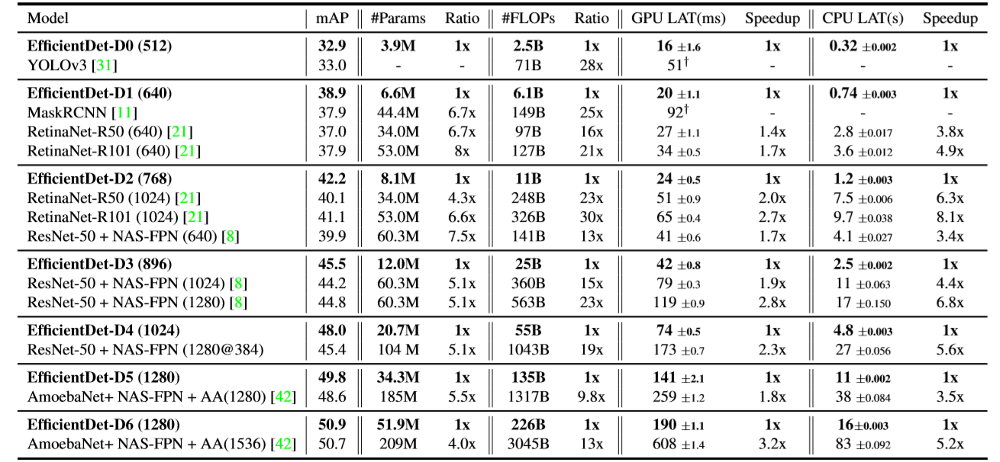 Model mAP #Params Ratio #FLOPs Ratio GPU LAT(ms) Speedup CPU LAT(s) Speedup
EfficientDet-D0 (512) 32.9 3.9M 1x 2.5B 1x 16 ±1.6 1x 0.32 ±0.002 1x
YOLOv3 [31] 33.0 - - 71B 28x 51† - - -
EfficientDet-D1 (640) 38.9 6.6M 1x 6.1B 1x 20 ±1.1 1x 0.74 ±0.003 1x
MaskRCNN [11] 37.9 44.4M 6.7x 149B 25x 92† - - -
RetinaNet-R50 (640) [21] 37.0 34.0M 6.7x 97B 16x 27 ±1.1 1.4x 2.8 ±0.017 3.8x
RetinaNet-R101 (640) [21] 37.9 53.0M 8x 127B 21x 34 ±0.5 1.7x 3.6 ±0.012 4.9x
EfficientDet-D2 (768) 42.2 8.1M 1x 11B 1x 24 ±0.5 1x 1.2 ±0.003 1x
RetinaNet-R50 (1024) [21] 40.1 34.0M 4.3x 248B 23x 51 ±0.9 2.0x 7.5 ±0.006 6.3x
RetinaNet-R101 (1024) [21] 41.1 53.0M 6.6x 326B 30x 65 ±0.4 2.7x 9.7 ±0.038 8.1x
ResNet-50 + NAS-FPN (640) [8] 39.9 60.3M 7.5x 141B 13x 41 ±0.6 1.7x 4.1 ±0.027 3.4x
EfficientDet-D3 (896) 45.5 12.0M 1x 25B 1x 42 ±0.8 1x 2.5 ±0.002 1x
ResNet-50 + NAS-FPN (1024) [8] 44.2 60.3M 5.1x 360B 15x 79 ±0.3 1.9x 11 ±0.063 4.4x
ResNet-50 + NAS-FPN (1280) [8] 44.8 60.3M 5.1x 563B 23x 119 ±0.9 2.8x 17 ±0.150 6.8x
EfficientDet-D4 (1024) 48.0 20.7M 1x 55B 1x 74 ±0.5 1x 4.8 ±0.003 1x
ResNet-50 + NAS-FPN (1280@384) 45.4 104 M 5.1x 1043B 19x 173 ±0.7 2.3x 27 ±0.056 5.6x
EfficientDet-D5 (1280) 49.8 34.3M 1x 135B 1x 141 ±2.1 1x 11 ±0.002 1x
AmoebaNet+ NAS-FPN + AA(1280) [42] 48.6 185M 5.5x 1317B 9.8x 259 ±1.2 1.8x 38 ±0.084 3.5x
EfficientDet-D6 (1280) 50.9 51.9M 1x 226B 1x 190 ±1.1 1x 16±0.003 1x
AmoebaNet+ NAS-FPN + AA(1536) [42] 50.7 209M 4.0x 3045B 13x 608 ±1.4 3.2x 83 ±0.092 5.2x